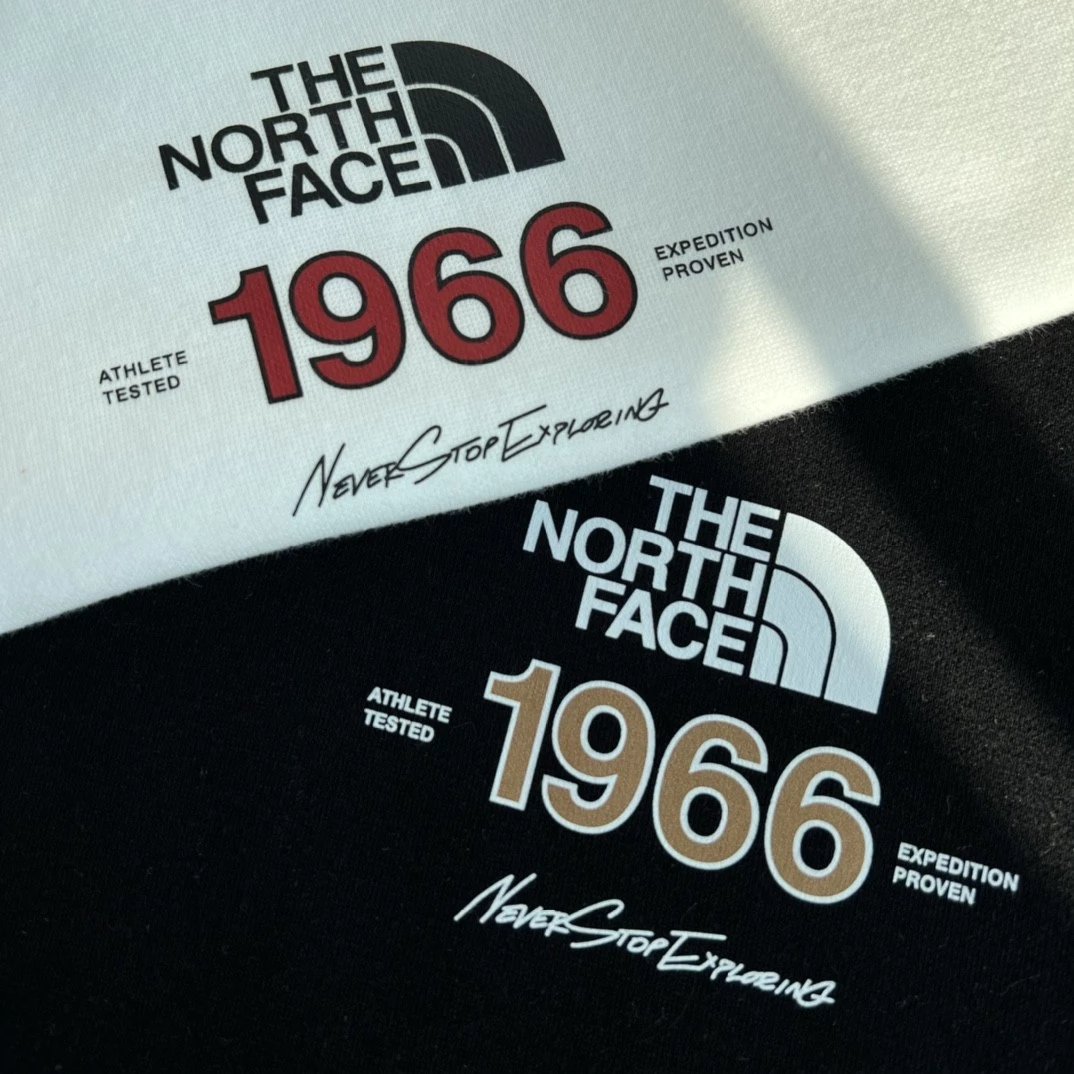 THE
NORTH
FACE
1966
EXPEDITION
PROVEN
ATHLETE
TESTED
NEVER STOP EXPLORING
THE
NORTH
FACE
ATHLETE
TESTED
1966
EXPEDITION
PROVEN
NEVER STOP EXPLORING